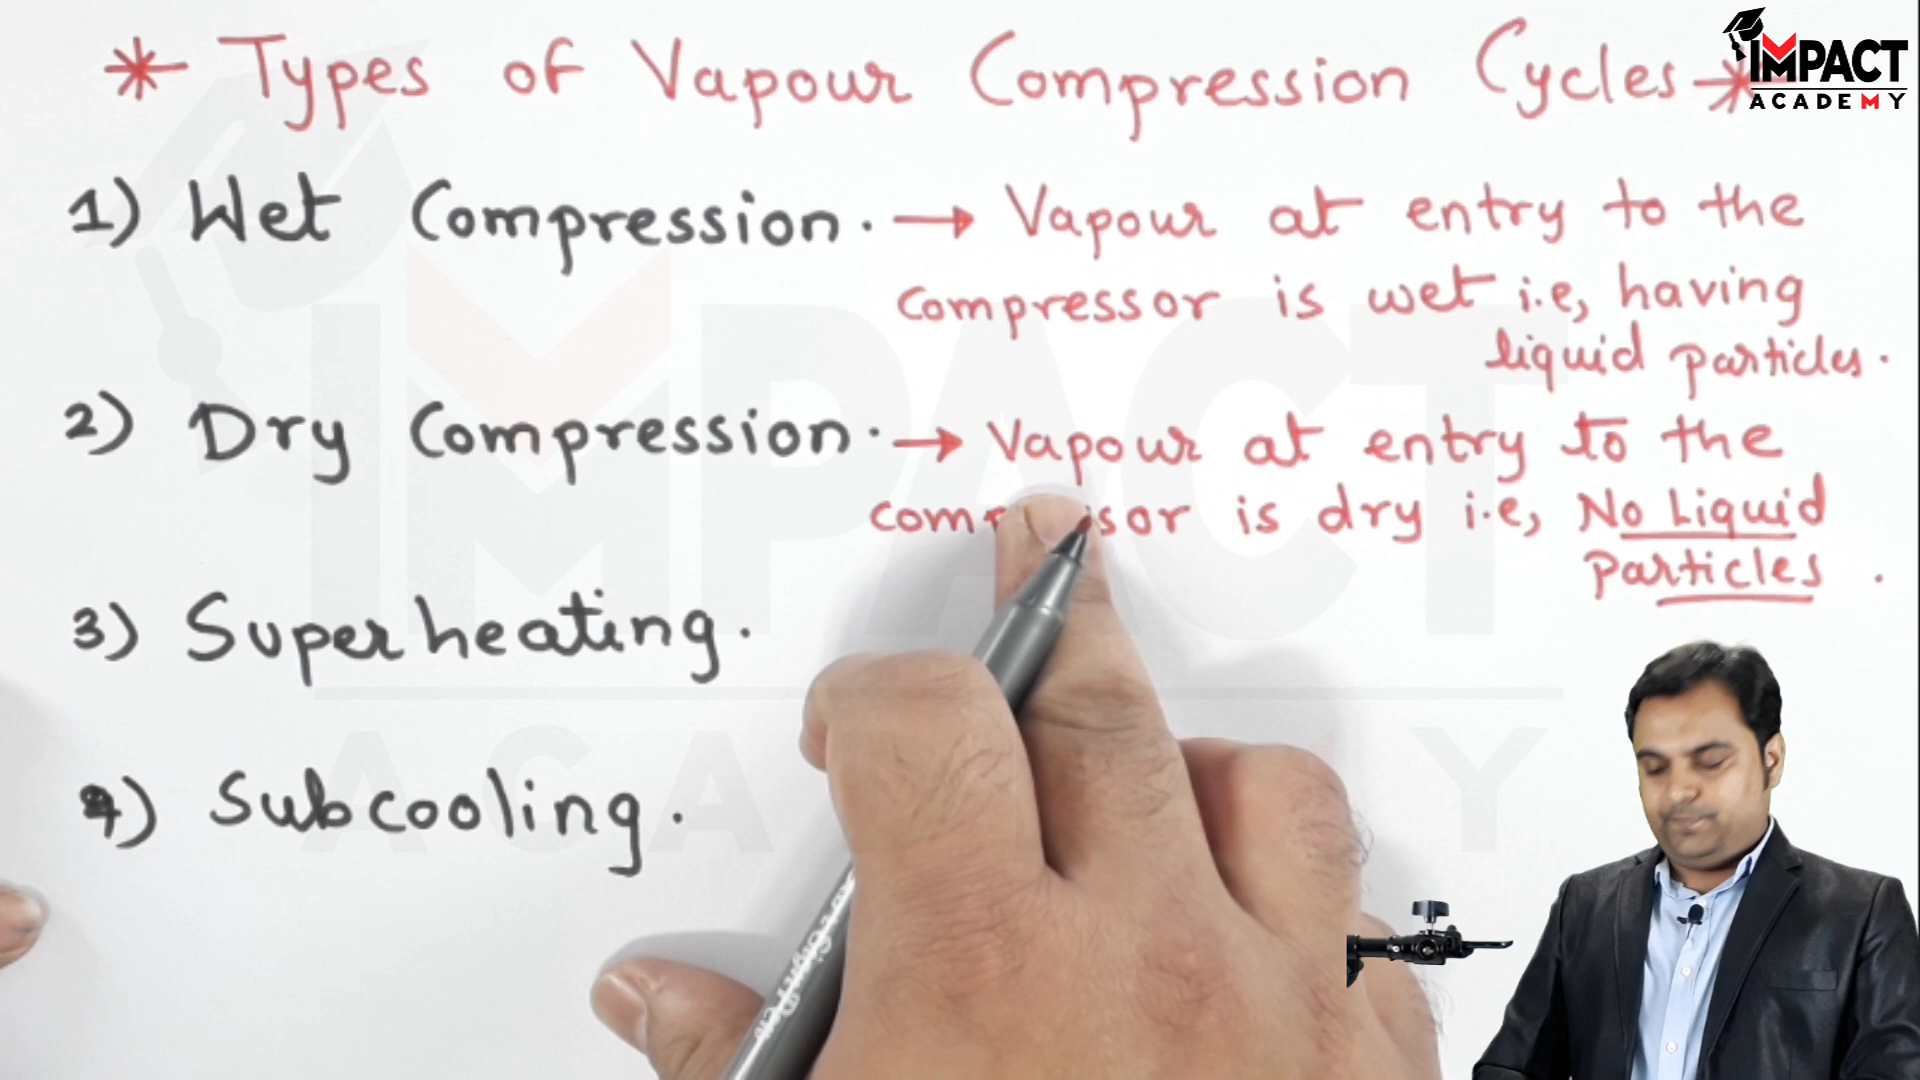 * Types of Vapour Compression Cycles *
IMPACT
ACADEMY
1) Wet Compression. → Vapour at entry to the
compressor is wet i.e, having
liquid particles.
2) Dry Compression. → Vapour at entry to the
is dry i.e, No Liquid
Particles.
3) Superheating.
4) Subcooling.
IMPACT
ACADEMY